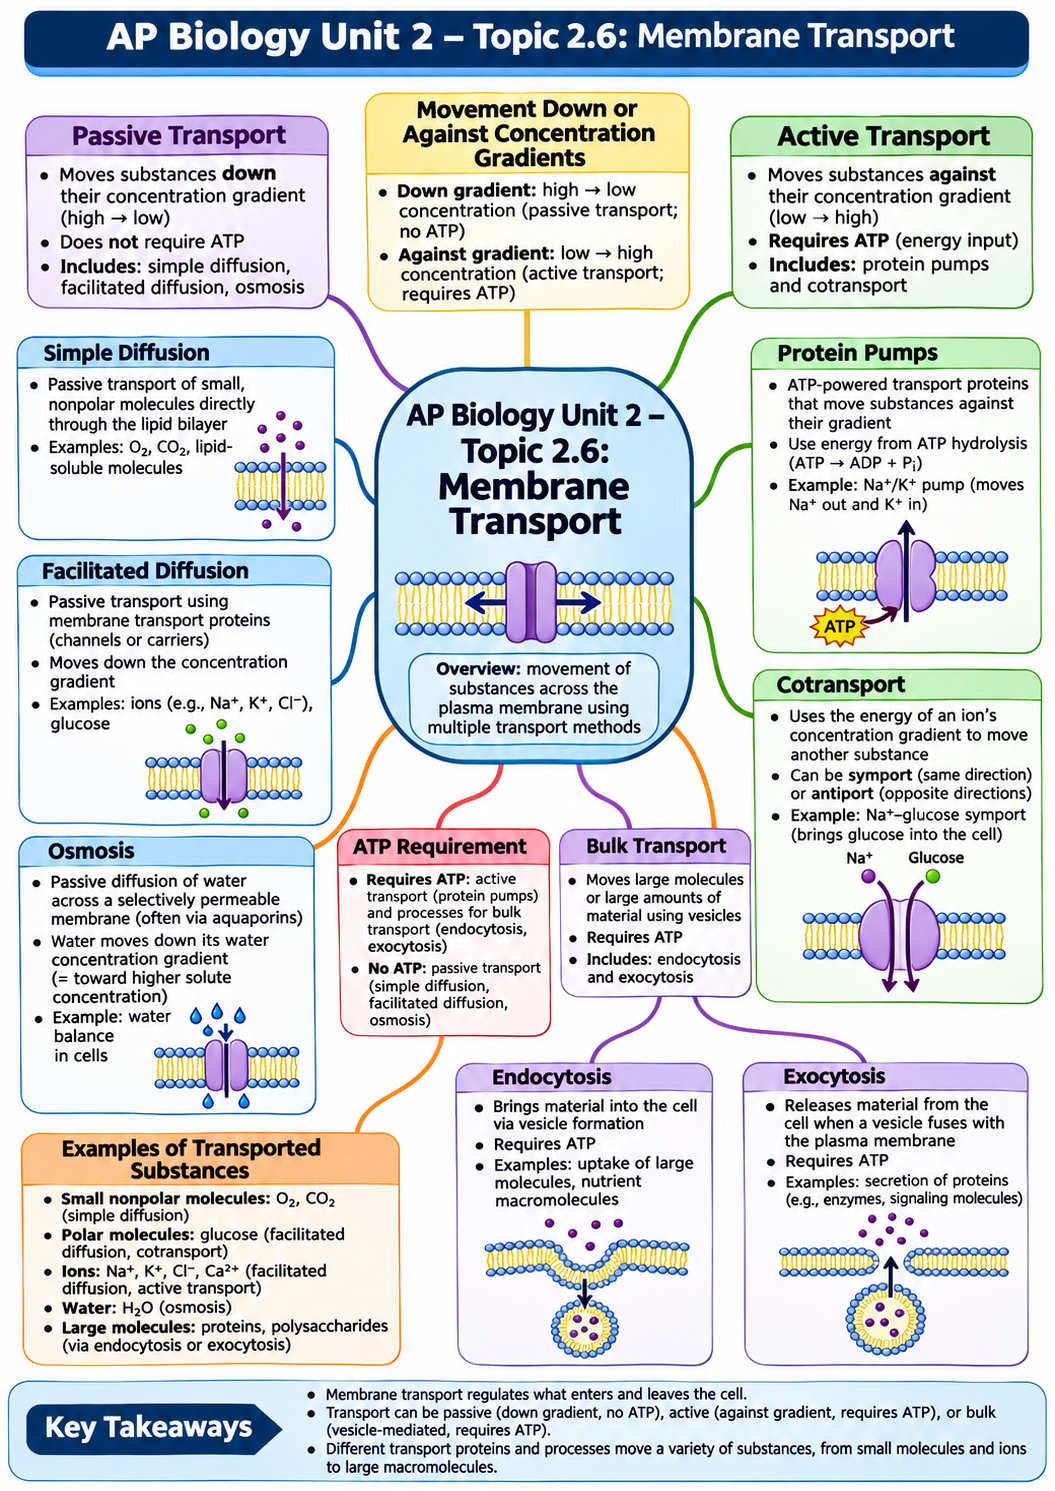 AP Biology Unit 2 – Topic 2.6: Membrane Transport
Passive Transport
• Moves substances down
their concentration gradient
(high → low)
• Does not require ATP
• Includes: simple diffusion,
facilitated diffusion, osmosis
Movement Down or
Against Concentration
Gradients
• Down gradient: high → low
concentration (passive transport;
no ATP)
• Against gradient: low → high
concentration (active transport;
requires ATP)
Active Transport
• Moves substances against
their concentration gradient
(low → high)
• Requires ATP (energy input)
• Includes: protein pumps
and cotransport
Simple Diffusion
• Passive transport of small,
nonpolar molecules directly
through the lipid bilayer
• Examples: O₂, CO₂, lipid-
soluble molecules
AP Biology Unit 2 –
Topic 2.6:
Membrane
Transport
Overview: movement of
substances across the
plasma membrane using
multiple transport methods
Protein Pumps
• ATP-powered transport proteins
that move substances against
their gradient
• Use energy from ATP hydrolysis
(ATP → ADP + Pᵢ)
• Example: Na⁺/K⁺ pump (moves
Na⁺ out and K⁺ in)
ATP
Facilitated Diffusion
• Passive transport using
membrane transport proteins
(channels or carriers)
• Moves down the concentration
gradient
• Examples: ions (e.g., Na⁺, K⁺, Cl⁻),
glucose
Cotransport
• Uses the energy of an ion's
concentration gradient to move
another substance
• Can be symport (same direction)
or antiport (opposite directions)
• Example: Na⁺–glucose symport
(brings glucose into the cell)
Na⁺ Glucose
Osmosis
• Passive diffusion of water
across a selectively permeable
membrane (often via aquaporins)
• Water moves down its water
concentration gradient
(= toward higher solute
concentration)
• Example: water
balance
in cells
ATP Requirement
• Requires ATP: active
transport (protein pumps)
and processes for bulk
transport (endocytosis,
exocytosis)
• No ATP: passive transport
(simple diffusion,
facilitated diffusion,
osmosis)
Bulk Transport
• Moves large molecules
or large amounts of
material using vesicles
• Requires ATP
• Includes: endocytosis
and exocytosis
Endocytosis
• Brings material into the cell
via vesicle formation
• Requires ATP
• Examples: uptake of large
molecules, nutrient
macromolecules
Exocytosis
• Releases material from the
cell when a vesicle fuses with
the plasma membrane
• Requires ATP
• Examples: secretion of proteins
(e.g., enzymes, signaling molecules)
Examples of Transported
Substances
• Small nonpolar molecules: O₂, CO₂
(simple diffusion)
• Polar molecules: glucose (facilitated
diffusion, cotransport)
• Ions: Na⁺, K⁺, Cl⁻, Ca²⁺ (facilitated
diffusion, active transport)
• Water: H₂O (osmosis)
• Large molecules: proteins, polysaccharides
(via endocytosis or exocytosis)
Key Takeaways
• Membrane transport regulates what enters and leaves the cell.
• Transport can be passive (down gradient, no ATP), active (against gradient, requires ATP), or bulk
(vesicle-mediated, requires ATP).
• Different transport proteins and processes move a variety of substances, from small molecules and ions
to large macromolecules.